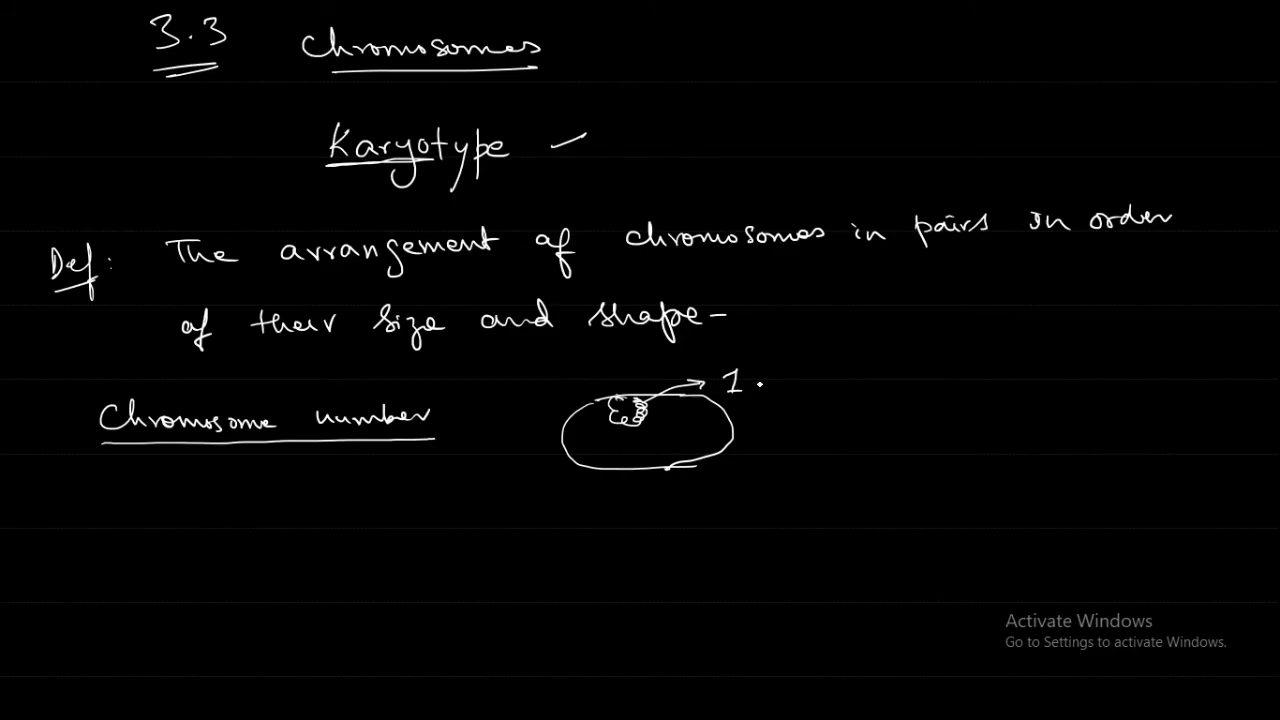 3.3 Chromosomes
Karyotype
Def: The arrangement of chromosomes in pairs in order
of their size and shape-
Chromosome number
1.
Activate Windows
Go to Settings to activate Windows.